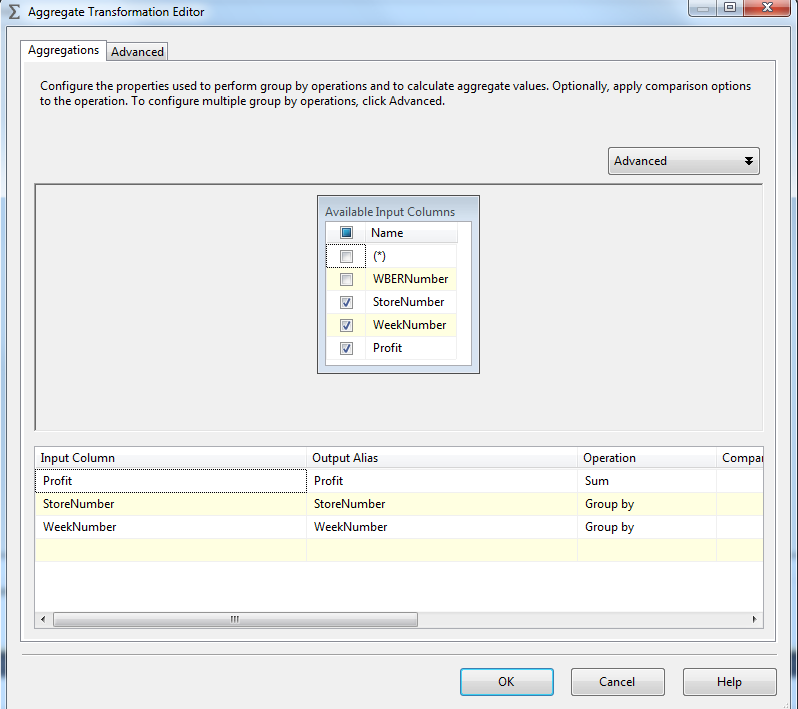 Aggregate Transformation Editor
Aggregations Advanced
Configure the properties used to perform group by operations and to calculate aggregate values. Optionally, apply comparison options
to the operation. To configure multiple group by operations, click Advanced.
Advanced
Available Input Columns
Name
(*)
WBERNumber
StoreNumber
WeekNumber
Profit
Input Column Output Alias Operation Compar
Profit Profit Sum
StoreNumber StoreNumber Group by
WeekNumber WeekNumber Group by
OK Cancel Help